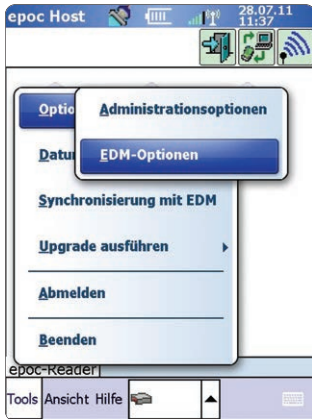 epoc Host 28.07.11
11:37
Optio
Administrationsoptionen
Datu
EDM-Optionen
Synchronisierung mit EDM
Upgrade ausführen
Abmelden
Beenden
epoc-Reader
Tools Ansicht Hilfe